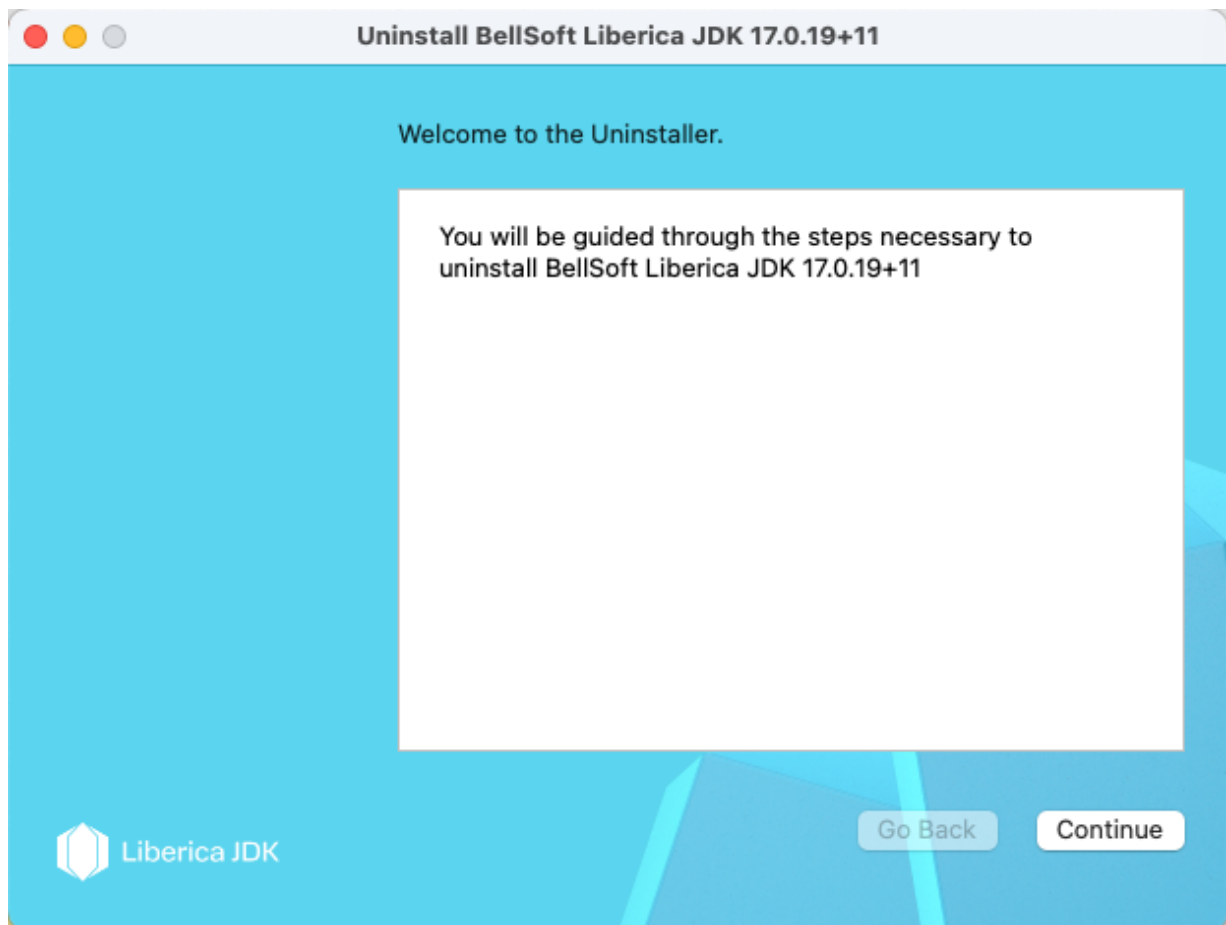 Uninstall BellSoft Liberica JDK 17.0.19+11
Welcome to the Uninstaller.
You will be guided through the steps necessary to
uninstall BellSoft Liberica JDK 17.0.19+11
Go Back
Continue
Liberica JDK